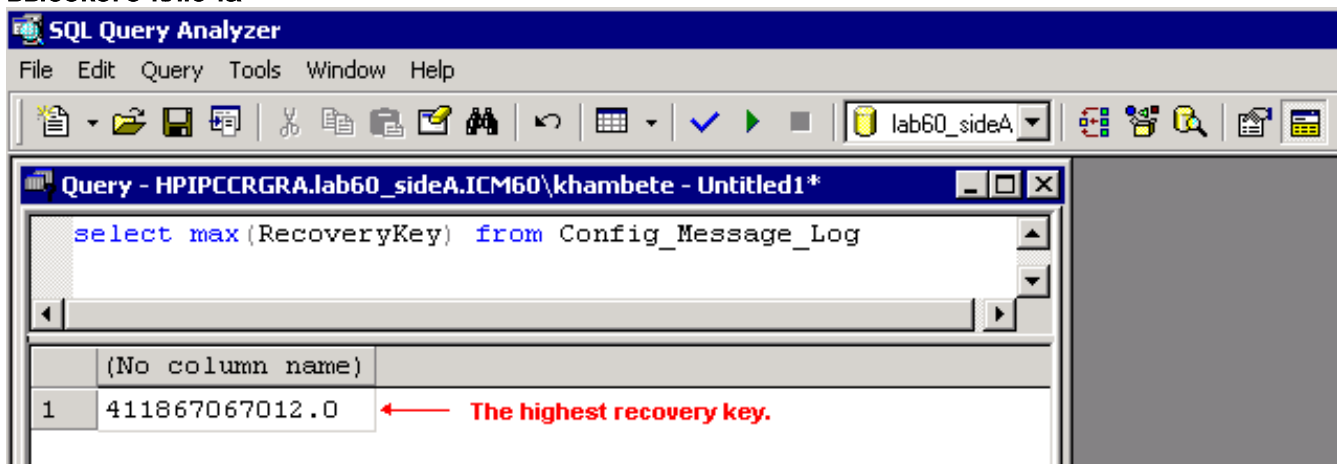 SQL Query Analyzer
File Edit Query Tools Window Help
lab60_sideA
Query - HPIPCCRGRA.lab60_sideA.ICM60\khambete - Untitled1*
select max(RecoveryKey) from Config_Message_Log
(No column name)
1 411867067012.0 The highest recovery key.